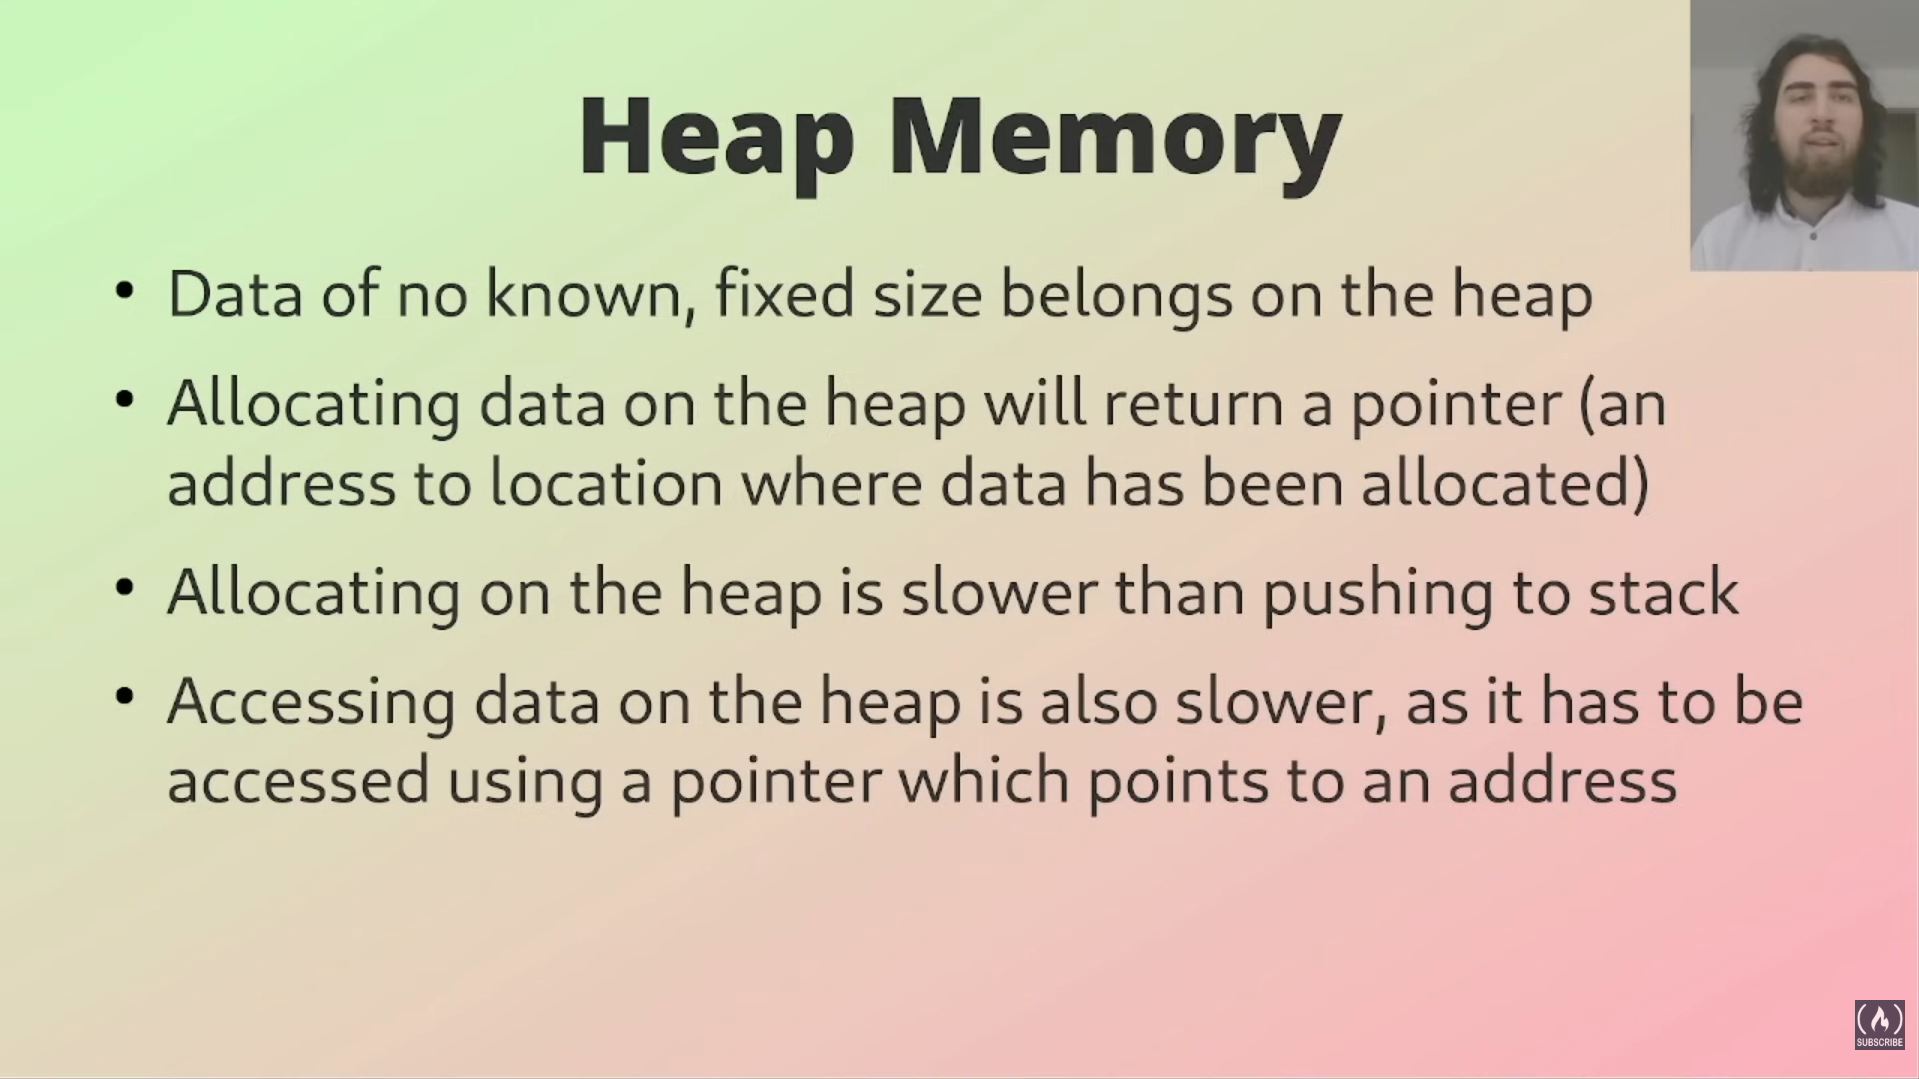 Heap Memory
• Data of no known, fixed size belongs on the heap
• Allocating data on the heap will return a pointer (an
address to location where data has been allocated)
• Allocating on the heap is slower than pushing to stack
• Accessing data on the heap is also slower, as it has to be
accessed using a pointer which points to an address
SUBSCRIBE